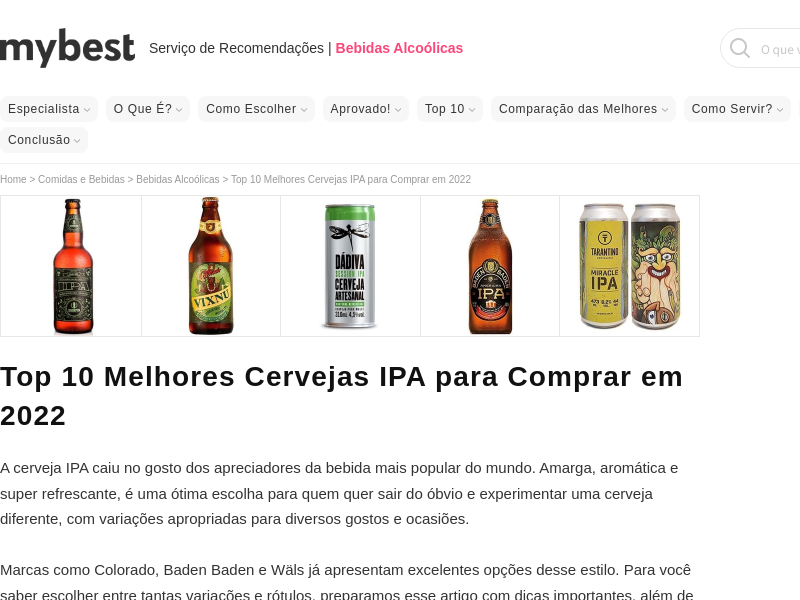 mybest Serviço de Recomendações | Bebidas Alcoólicas
O que v
Especialista O Que É? Como Escolher Aprovado! Top 10 Comparação das Melhores Como Servir?
Conclusão
Home > Comidas e Bebidas > Bebidas Alcoólicas > Top 10 Melhores Cervejas IPA para Comprar em 2022
IPA
VIXNÚ
DÁDIVA
SESSION IPA
CERVEJA
ARTESANAL
BADEN BADEN
IPA
TARANTINO
MIRACLE
IPA
Top 10 Melhores Cervejas IPA para Comprar em
2022
A cerveja IPA caiu no gosto dos apreciadores da bebida mais popular do mundo. Amarga, aromática e
super refrescante, é uma ótima escolha para quem quer sair do óbvio e experimentar uma cerveja
diferente, com variações apropriadas para diversos gostos e ocasiões.
Marcas como Colorado, Baden Baden e Wäls já apresentam excelentes opções desse estilo. Para você
saber escolher entre tantas variações e rótulos, preparamos esse artigo com dicas importantes, além de